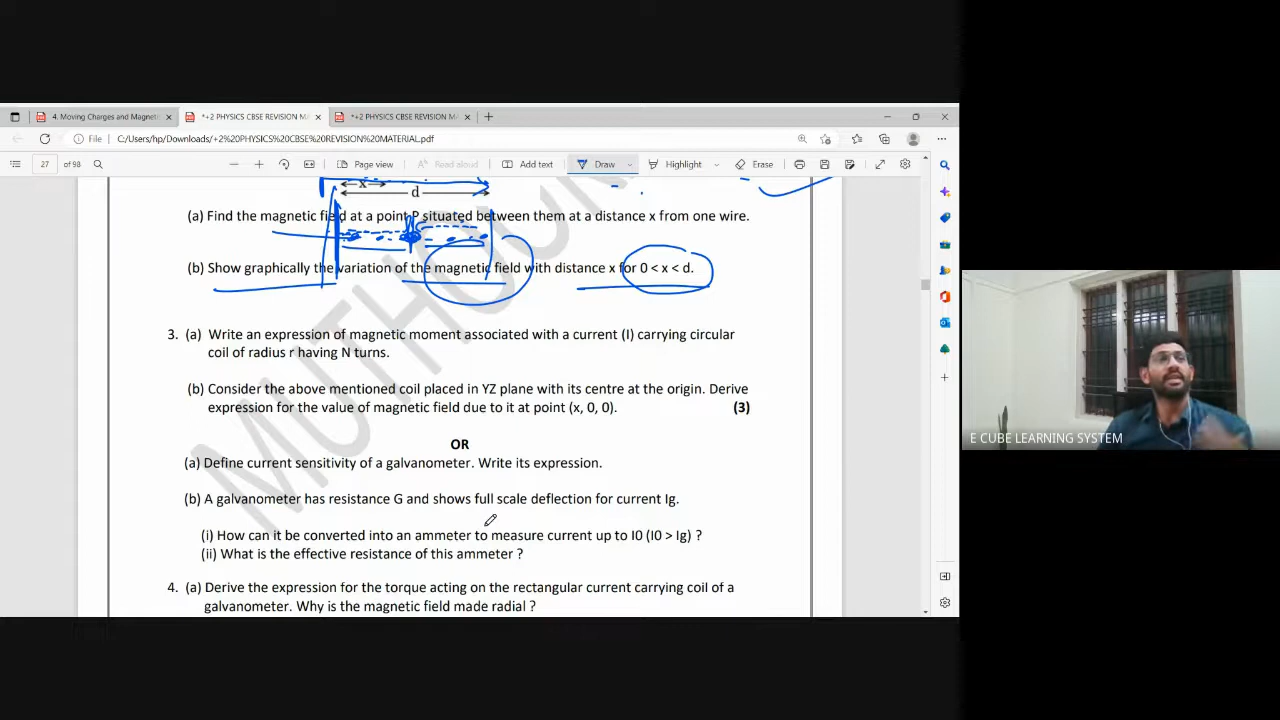 4. Moving Charges and Magnet
*+2 PHYSICS CBSE REVISION MA
*+2 PHYSICS CBSE REVISION MA
File
C:/Users/hp/Downloads/+2%20PHYSICS%20CBSE%20REVISION%20MATERIAL.pdf
27 of 98
Page view
Read aloud
Add text
Draw
Highlight
Erase
x
d
(a) Find the magnetic field at a point P situated between them at a distance x from one wire.
(b) Show graphically the variation of the magnetic field with distance x for 0 < x < d.
3. (a) Write an expression of magnetic moment associated with a current (I) carrying circular
coil of radius r having N turns.
(b) Consider the above mentioned coil placed in YZ plane with its centre at the origin. Derive
expression for the value of magnetic field due to it at point (x, 0, 0). (3)
OR
(a) Define current sensitivity of a galvanometer. Write its expression.
(b) A galvanometer has resistance G and shows full scale deflection for current Ig.
(i) How can it be converted into an ammeter to measure current up to I0 (I0 > Ig) ?
(ii) What is the effective resistance of this ammeter ?
4. (a) Derive the expression for the torque acting on the rectangular current carrying coil of a
galvanometer. Why is the magnetic field made radial ?
E CUBE LEARNING SYSTEM